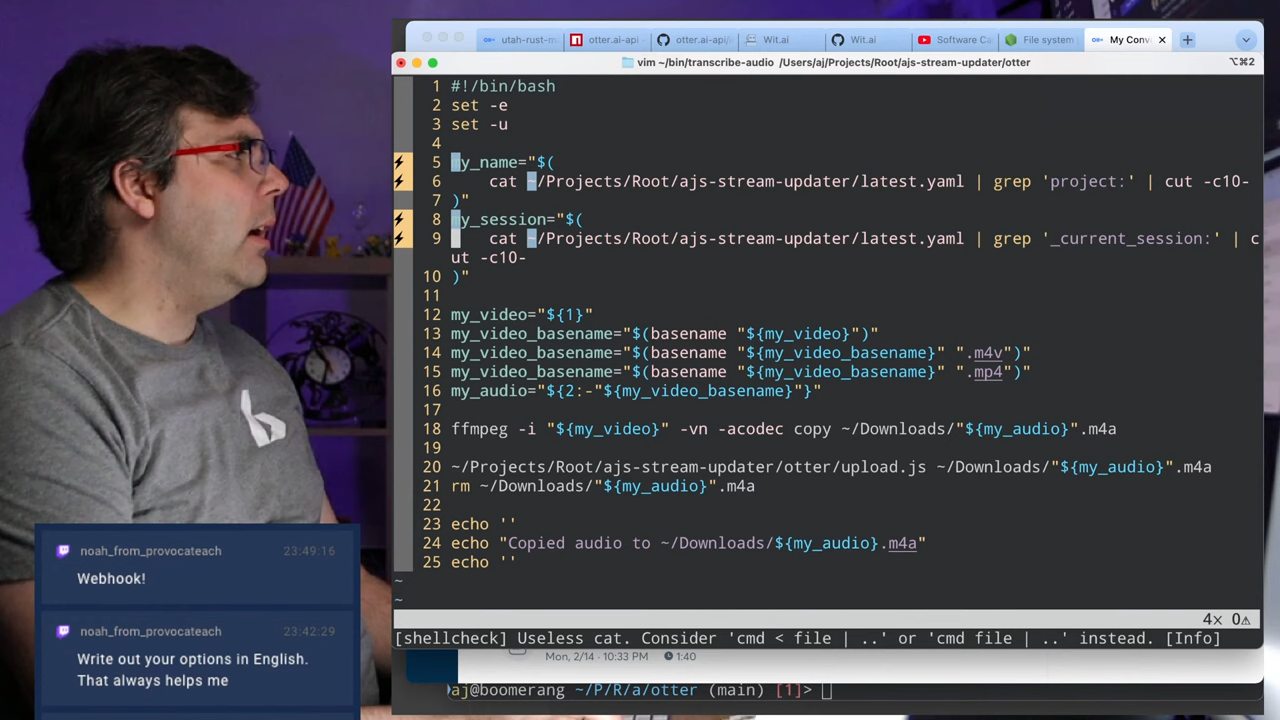 utah-rust-m
otter.ai-api
otter.ai-api/
Wit.ai
Wit.ai
Software Ca
File system
My Conv
vim ~/bin/transcribe-audio /Users/aj/Projects/Root/ajs-stream-updater/otter
⌥⌘2
1 #!/bin/bash
2 set -e
3 set -u
4
5 my_name="$(
6 cat ~/Projects/Root/ajs-stream-updater/latest.yaml | grep 'project:' | cut -c10-
7 )"
8 my_session="$(
9 cat ~/Projects/Root/ajs-stream-updater/latest.yaml | grep '_current_session:' | c
ut -c10-
10 )"
11
12 my_video="${1}"
13 my_video_basename="$(basename "${my_video}")"
14 my_video_basename="$(basename "${my_video_basename}" ".m4v")"
15 my_video_basename="$(basename "${my_video_basename}" ".mp4")"
16 my_audio="${2:-"${my_video_basename}"}"
17
18 ffmpeg -i "${my_video}" -vn -acodec copy ~/Downloads/"${my_audio}".m4a
19
20 ~/Projects/Root/ajs-stream-updater/otter/upload.js ~/Downloads/"${my_audio}".m4a
21 rm ~/Downloads/"${my_audio}".m4a
22
23 echo ''
24 echo "Copied audio to ~/Downloads/${my_audio}.m4a"
25 echo ''
~
~
4× 0⚠
[shellcheck] Useless cat. Consider 'cmd < file | ..' or 'cmd file | ..' instead. [Info]
Mon, 2/14 · 10:33 PM 1:40
aj@boomerang ~/P/R/a/otter (main) [1]>
noah_from_provocateach 23:49:16
Webhook!
noah_from_provocateach 23:42:29
Write out your options in English.
That always helps me